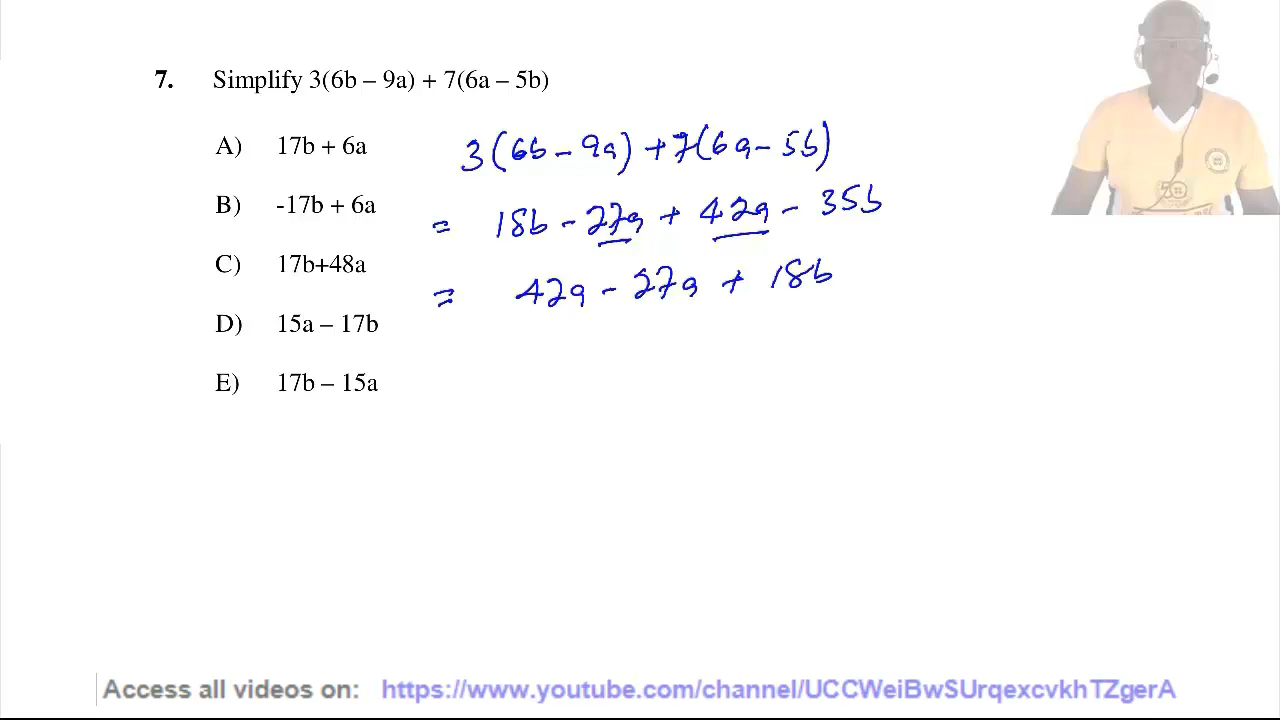 7. Simplify 3(6b – 9a) + 7(6a – 5b)
A) 17b + 6a
B) -17b + 6a
C) 17b+48a
D) 15a – 17b
E) 17b – 15a
3(6b - 9a) + 7(6a - 5b)
= 18b - 27a + 42a - 35b
= 42a - 27a + 18b
50
Access all videos on: https://www.youtube.com/channel/UCCWeiBwSUrqexcvkhTZgerA